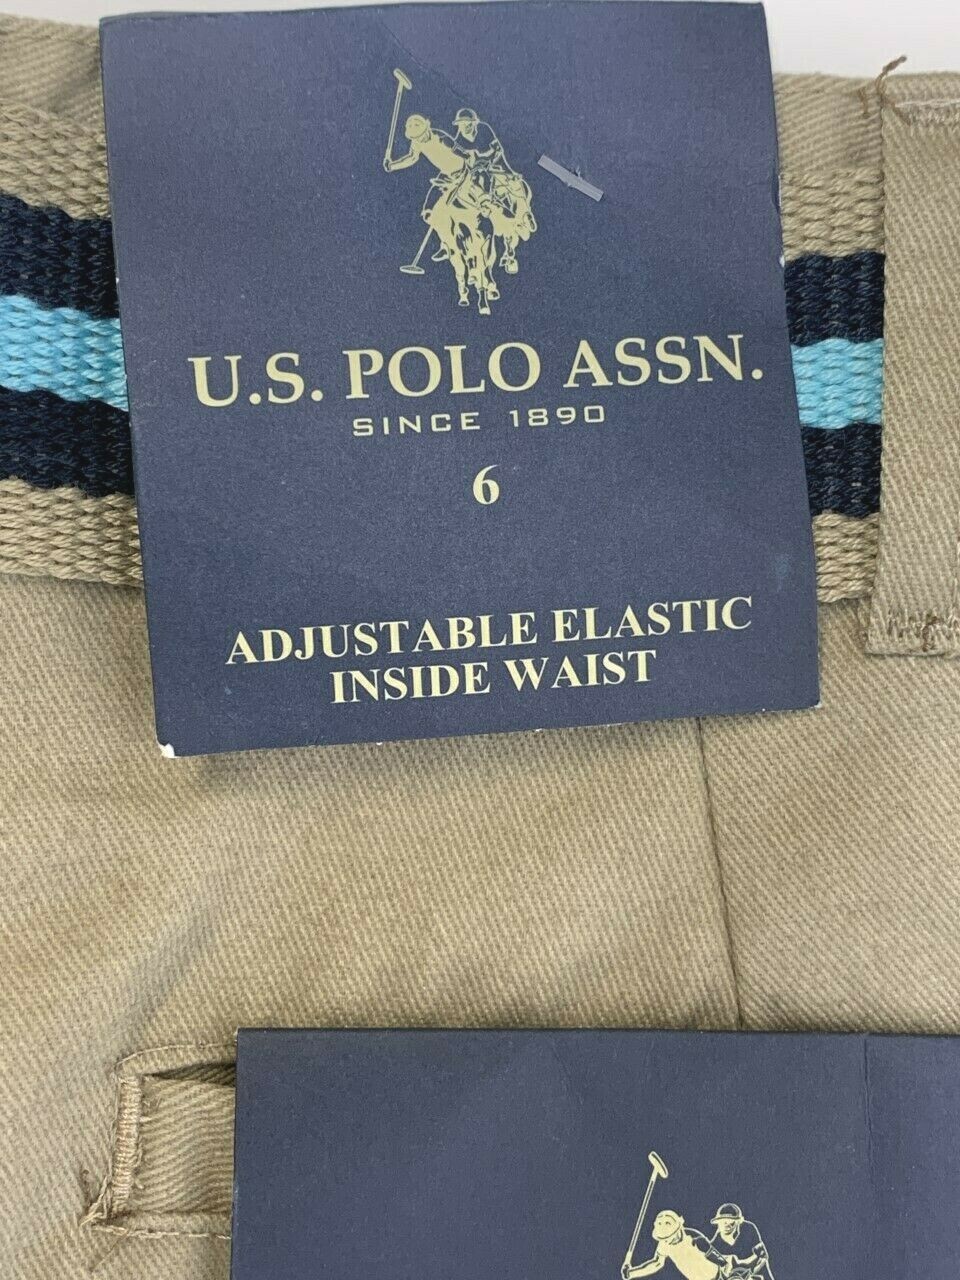 U.S. POLO ASSN.
SINCE 1890
6
ADJUSTABLE ELASTIC
INSIDE WAIST